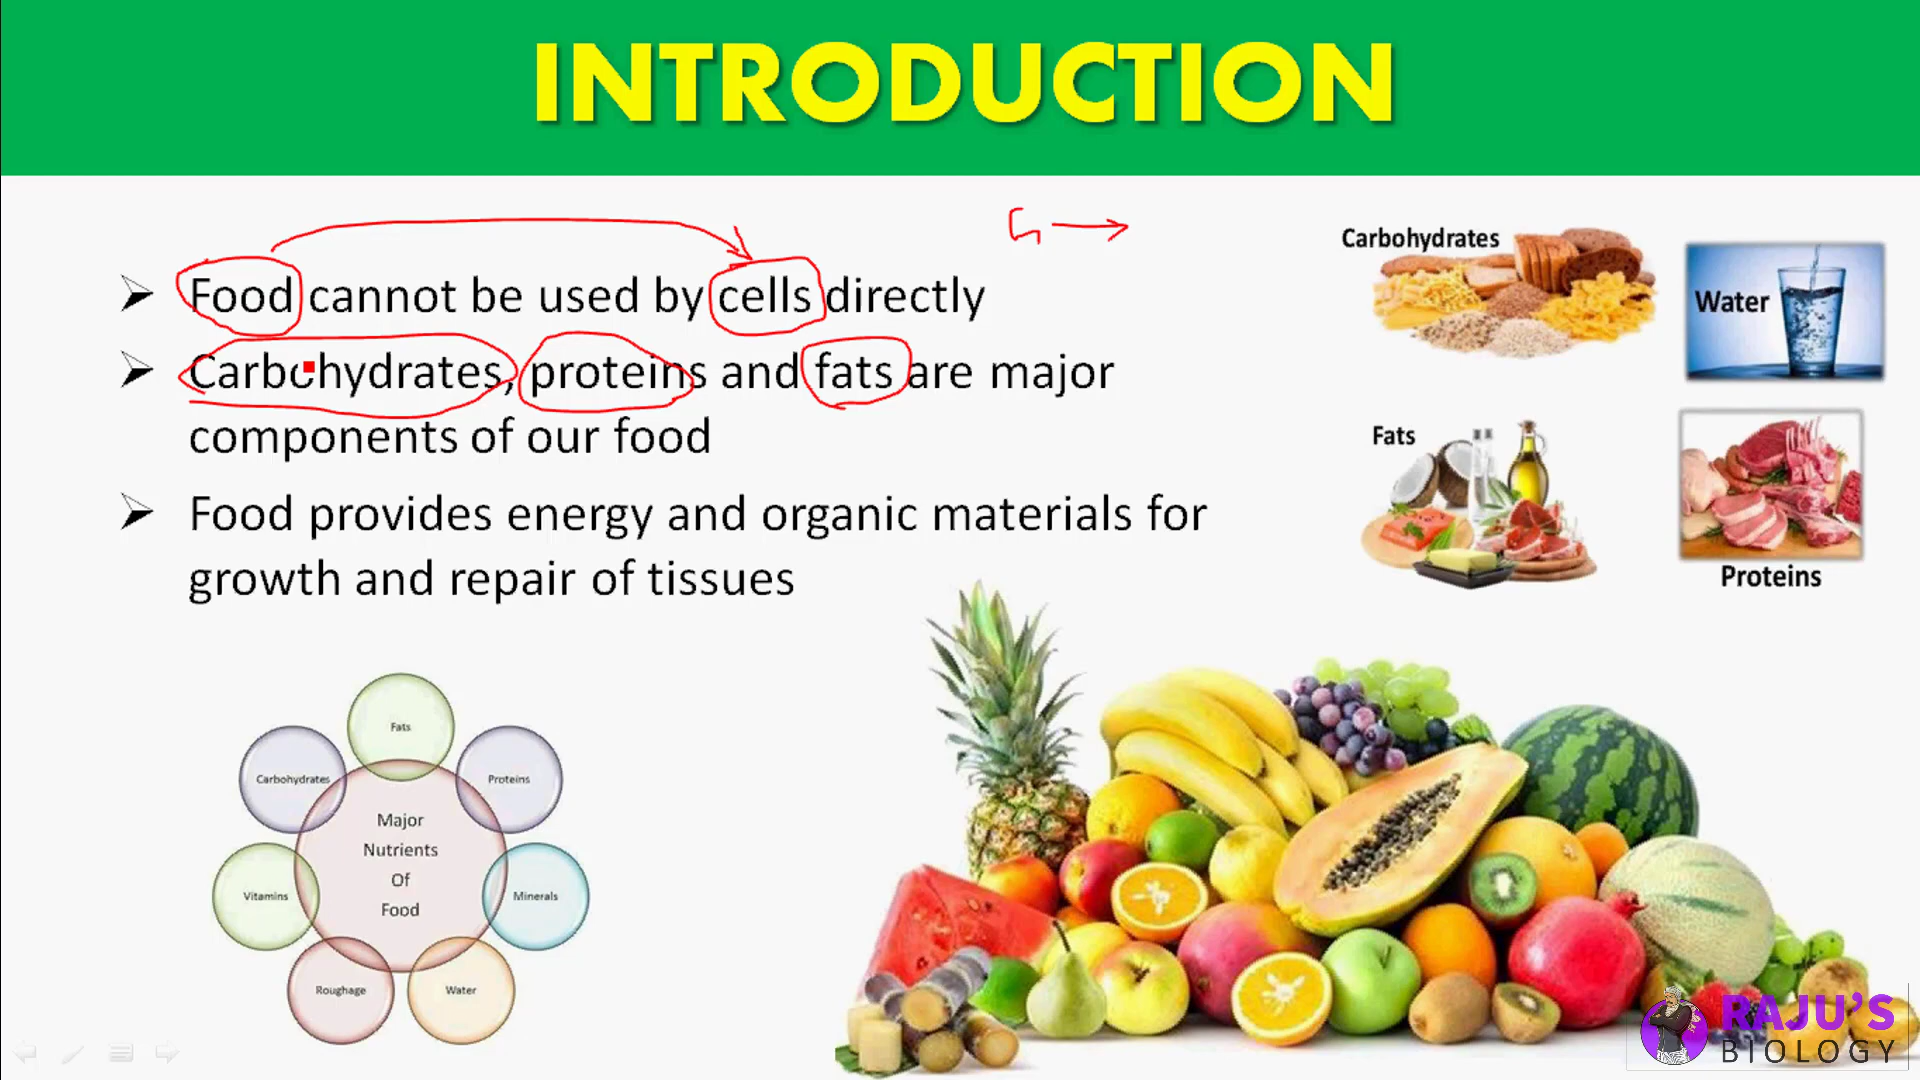 INTRODUCTION
Food cannot be used by cells directly
Carbohydrates, proteins and fats are major
components of our food
Food provides energy and organic materials for
growth and repair of tissues
Carbohydrates
Water
Fats
Proteins
Fats
Carbohydrates
Proteins
Major
Nutrients
Of
Food
Vitamins
Minerals
Roughage
Water
RAJU'S
BIOLOGY